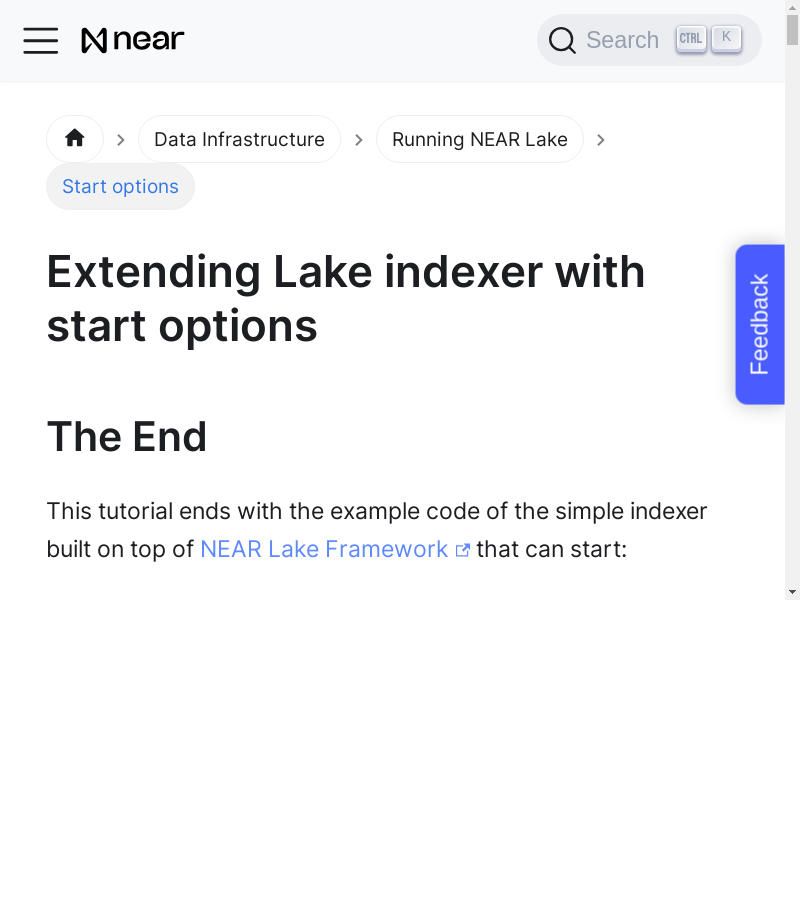 near
Search CTRL K
Data Infrastructure
Running NEAR Lake
Start options
Extending Lake indexer with
start options
Feedback
The End
This tutorial ends with the example code of the simple indexer
built on top of NEAR Lake Framework that can start: